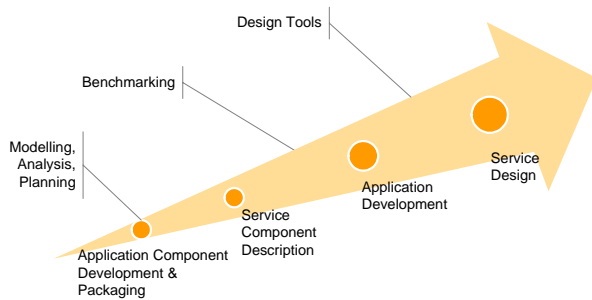 Design Tools
Benchmarking
Modelling,
Analysis,
Planning
Service
Design
Application
Development
Service
Component
Description
Application Component
Development &
Packaging